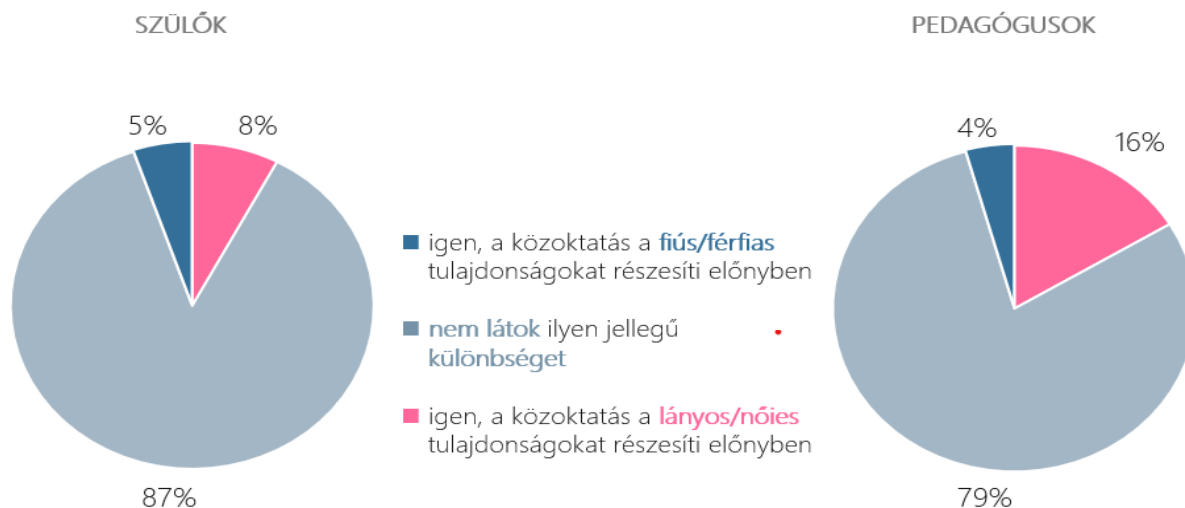 SZÜLŐK
5%
8%
87%
igen, a közoktatás a fiús/férfias
tulajdonságokat részesíti előnyben
nem látok ilyen jellegű
különbséget
igen, a közoktatás a lányos/nőies
tulajdonságokat részesíti előnyben
PEDAGÓGUSOK
4%
16%
79%